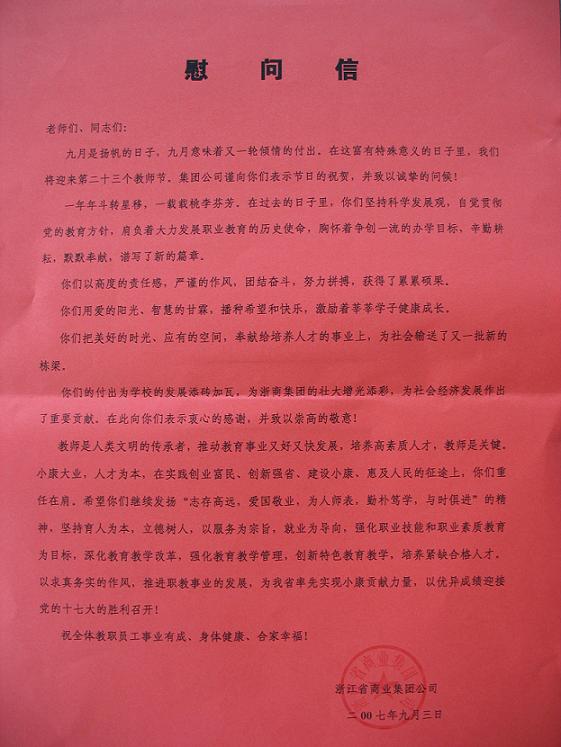 慰问信
老师们、同志们:
九月是扬帆的日子，九月意味着又一轮倾情的付出。在这富有特殊意义的日子里，我们
将迎来第二十三个教师节。集团公司谨向你们表示节日的祝贺，并致以诚挚的问候！
一年年斗转星移，一载载桃李芬芳。在过去的日子里，你们坚持科学发展观，自觉贯彻
党的教育方针，肩负着大力发展职业教育的历史使命，胸怀着争创一流的办学目标，辛勤耕
耘，默默奉献，谱写了新的篇章。
你们以高度的责任感，严谨的作风，团结奋斗，努力拼搏，获得了累累硕果。
你们用爱的阳光、智慧的甘霖，播种希望和快乐，激励着莘莘学子健康成长。
你们把美好的时光、应有的空间，奉献给培养人才的事业上，为社会输送了又一批新的
栋梁。
你们的付出为学校的发展添砖加瓦，为浙商集团的壮大增光添彩，为社会经济发展作出
了重要贡献。在此向你们表示衷心的感谢，并致以崇高的敬意！
教师是人类文明的传承者，推动教育事业又好又快发展，培养高素质人才，教师是关键。
小康大业，人才为本，在实践创业富民、创新强省、建设小康、惠及人民的征途上，你们重
任在肩。希望你们继续发扬“志存高远，爱国敬业，为人师表，勤朴笃学，与时俱进”的精
神，坚持育人为本，立德树人，以服务为宗旨，就业为导向，强化职业技能和职业素质教育
为目标，深化教育教学改革，强化教育教学管理，创新特色教育教学，培养紧缺合格人才。
以求真务实的作风，推进职教事业的发展，为我省率先实现小康贡献力量，以优异成绩迎接
党的十七大的胜利召开！
祝全体教职员工事业有成、身体健康、合家幸福！
浙江省商业集团公司
二00七年九月三日